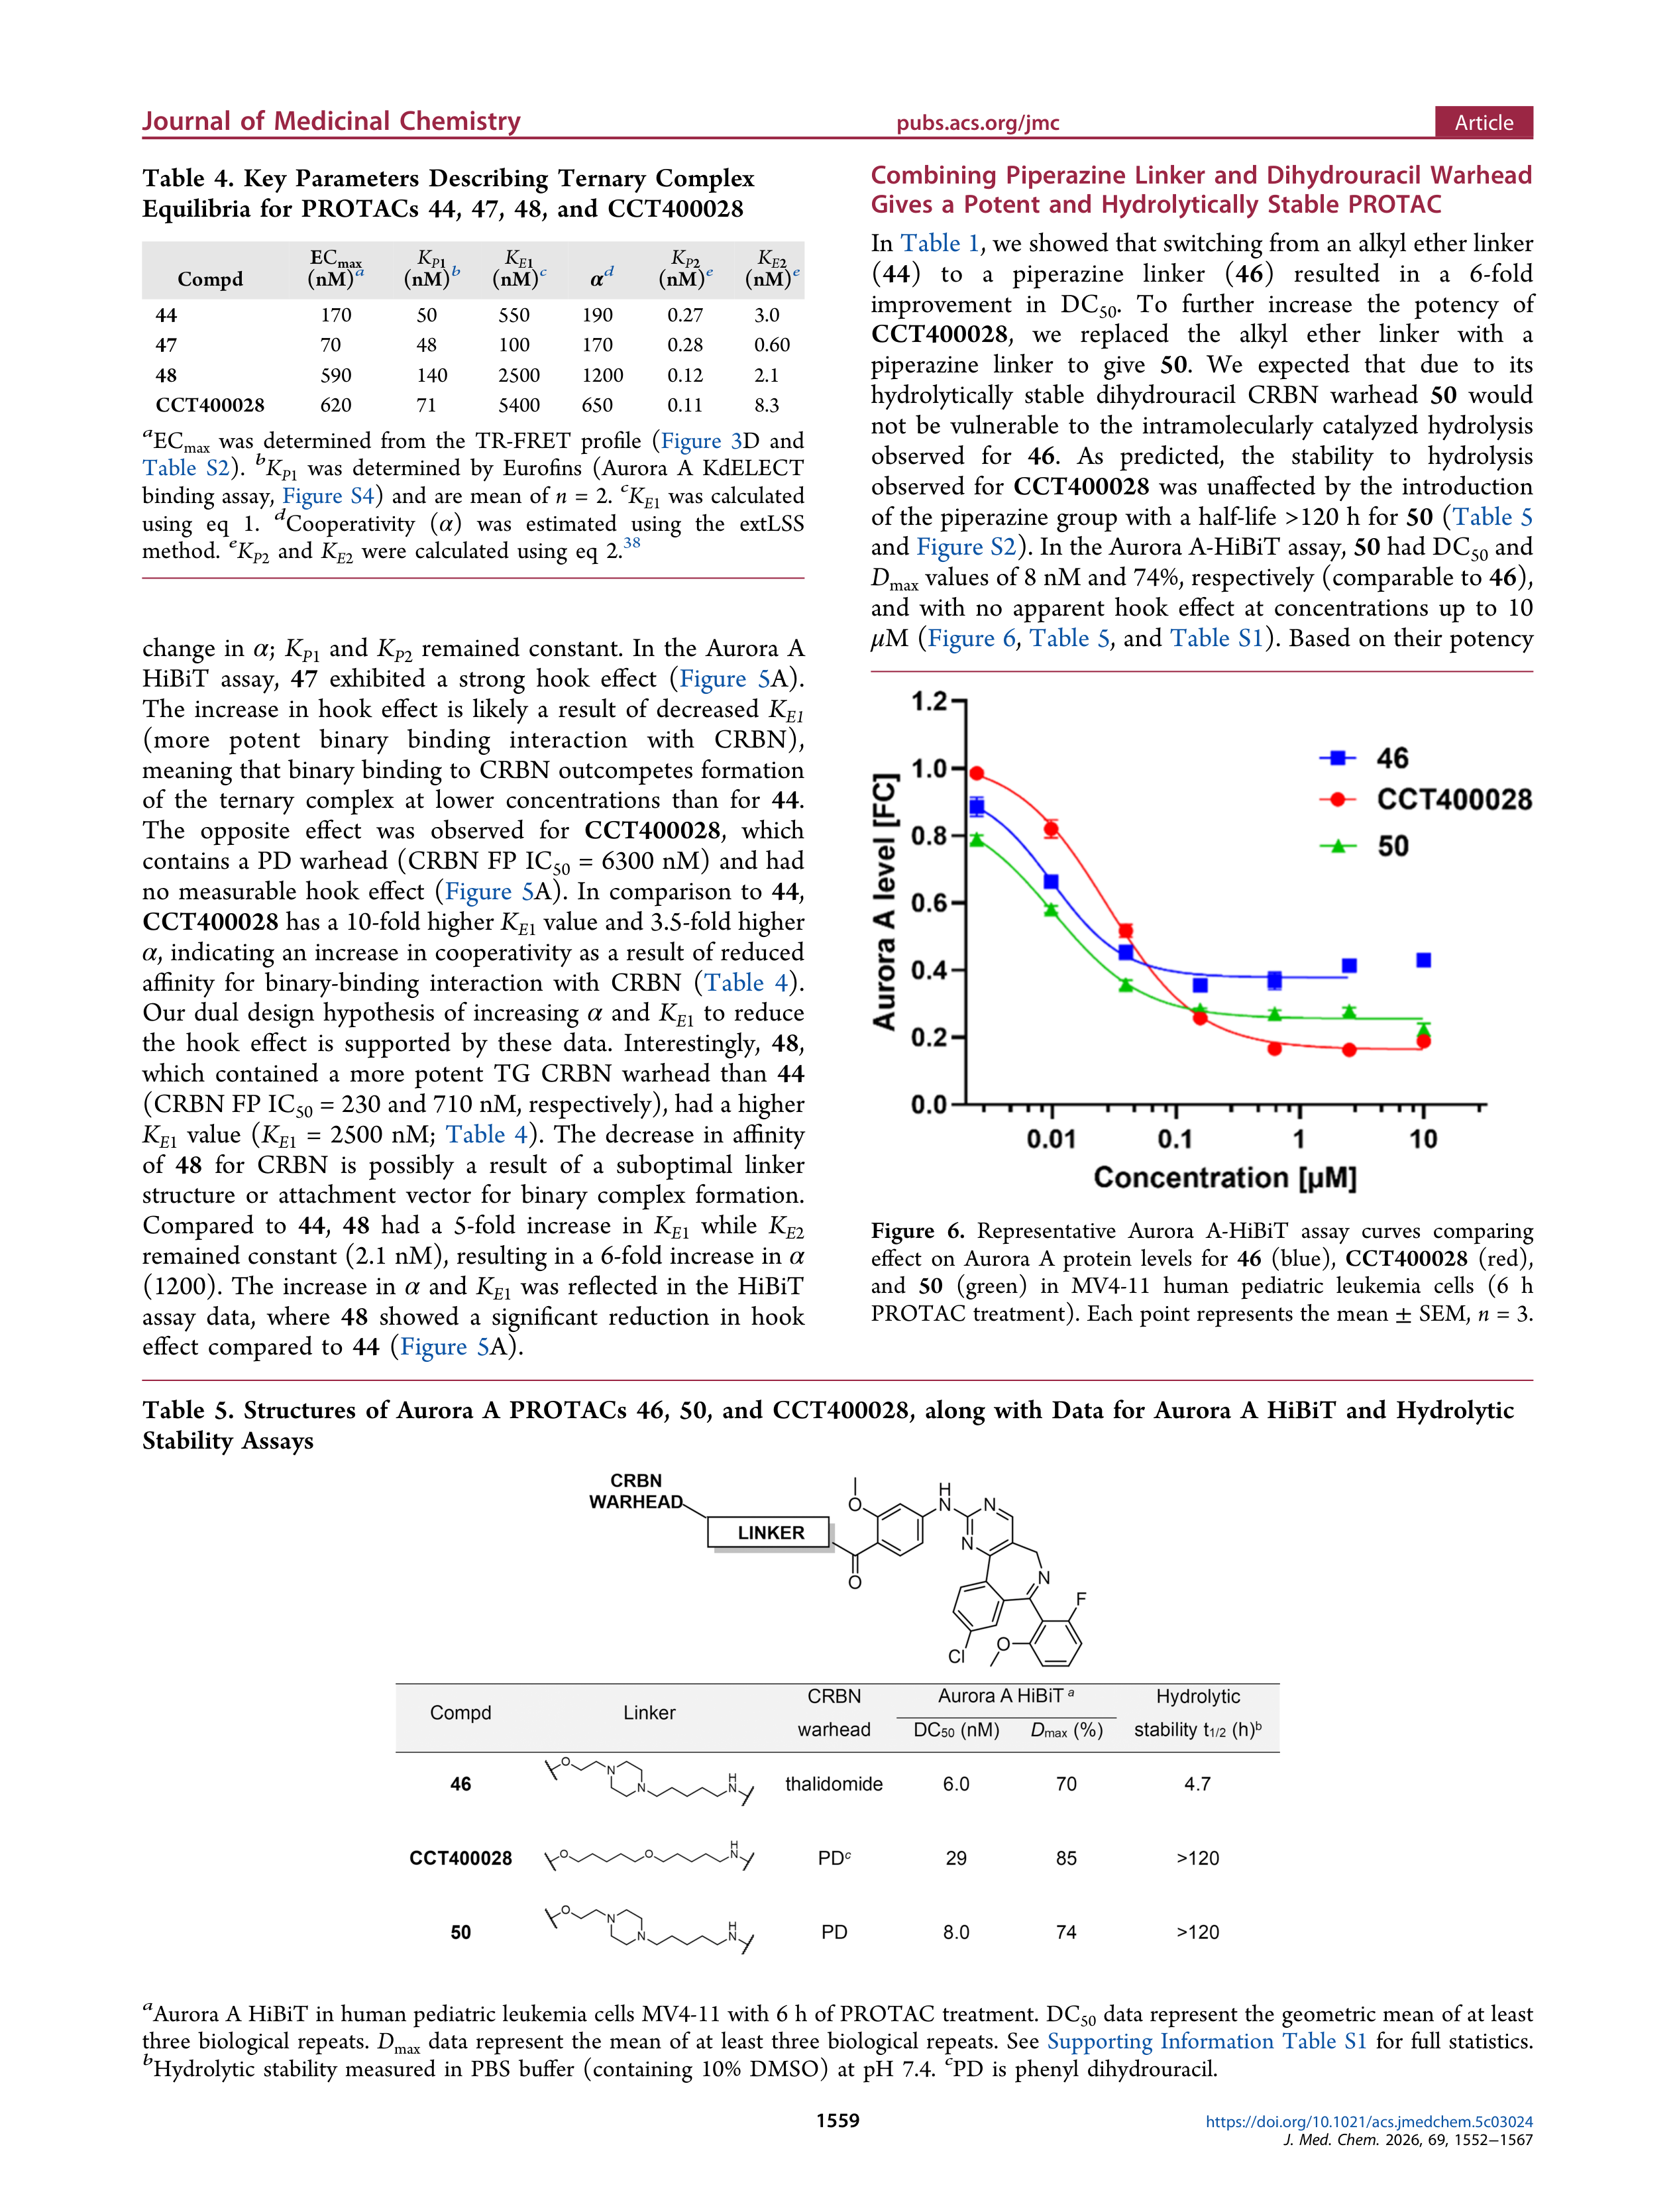 Journal of Medicinal Chemistry
pubs.acs.org/jmc
Article
Table 4. Key Parameters Describing Ternary Complex
Equilibria for PROTACs 44, 47, 48, and CCT400028
Compd ECmax (nM)a KP1 (nM)b KE1 (nM)c αd KP2 (nM)e KE2 (nM)e
44 170 50 550 190 0.27 3.0
47 70 48 100 170 0.28 0.60
48 590 140 2500 1200 0.12 2.1
CCT400028 620 71 5400 650 0.11 8.3
aECmax was determined from the TR-FRET profile (Figure 3D and
Table S2). bKP1 was determined by Eurofins (Aurora A KdELECT
binding assay, Figure S4) and are mean of n = 2. cKE1 was calculated
using eq 1. dCooperativity (α) was estimated using the extLSS
method. eKP2 and KE2 were calculated using eq 2.38
change in α; KP1 and KP2 remained constant. In the Aurora A
HiBiT assay, 47 exhibited a strong hook effect (Figure 5A).
The increase in hook effect is likely a result of decreased KE1
(more potent binary binding interaction with CRBN),
meaning that binary binding to CRBN outcompetes formation
of the ternary complex at lower concentrations than for 44.
The opposite effect was observed for CCT400028, which
contains a PD warhead (CRBN FP IC50 = 6300 nM) and had
no measurable hook effect (Figure 5A). In comparison to 44,
CCT400028 has a 10-fold higher KE1 value and 3.5-fold higher
α, indicating an increase in cooperativity as a result of reduced
affinity for binary-binding interaction with CRBN (Table 4).
Our dual design hypothesis of increasing α and KE1 to reduce
the hook effect is supported by these data. Interestingly, 48,
which contained a more potent TG CRBN warhead than 44
(CRBN FP IC50 = 230 and 710 nM, respectively), had a higher
KE1 value (KE1 = 2500 nM; Table 4). The decrease in affinity
of 48 for CRBN is possibly a result of a suboptimal linker
structure or attachment vector for binary complex formation.
Compared to 44, 48 had a 5-fold increase in KE1 while KE2
remained constant (2.1 nM), resulting in a 6-fold increase in α
(1200). The increase in α and KE1 was reflected in the HiBiT
assay data, where 48 showed a significant reduction in hook
effect compared to 44 (Figure 5A).
Combining Piperazine Linker and Dihydrouracil Warhead
Gives a Potent and Hydrolytically Stable PROTAC
In Table 1, we showed that switching from an alkyl ether linker
(44) to a piperazine linker (46) resulted in a 6-fold
improvement in DC50. To further increase the potency of
CCT400028, we replaced the alkyl ether linker with a
piperazine linker to give 50. We expected that due to its
hydrolytically stable dihydrouracil CRBN warhead 50 would
not be vulnerable to the intramolecularly catalyzed hydrolysis
observed for 46. As predicted, the stability to hydrolysis
observed for CCT400028 was unaffected by the introduction
of the piperazine group with a half-life >120 h for 50 (Table 5
and Figure S2). In the Aurora A-HiBiT assay, 50 had DC50 and
Dmax values of 8 nM and 74%, respectively (comparable to 46),
and with no apparent hook effect at concentrations up to 10
μM (Figure 6, Table 5, and Table S1). Based on their potency
Aurora A level [FC]
1.2
1.0
0.8
0.6
0.4
0.2
0.0
46
CCT400028
50
0.01 0.1 1 10
Concentration [μM]
Figure 6. Representative Aurora A-HiBiT assay curves comparing
effect on Aurora A protein levels for 46 (blue), CCT400028 (red),
and 50 (green) in MV4-11 human pediatric leukemia cells (6 h
PROTAC treatment). Each point represents the mean ± SEM, n = 3.
Table 5. Structures of Aurora A PROTACs 46, 50, and CCT400028, along with Data for Aurora A HiBiT and Hydrolytic
Stability Assays
CRBN
WARHEAD
LINKER
O
O
H
N
N
N
N
F
O
Cl
Compd Linker CRBN warhead Aurora A HiBiT a DC50 (nM) Dmax (%) Hydrolytic stability t1/2 (h)b
46 O N N H N thalidomide 6.0 70 4.7
CCT400028 O O H N PDc 29 85 >120
50 O N N H N PD 8.0 74 >120
aAurora A HiBiT in human pediatric leukemia cells MV4-11 with 6 h of PROTAC treatment. DC50 data represent the geometric mean of at least
three biological repeats. Dmax data represent the mean of at least three biological repeats. See Supporting Information Table S1 for full statistics.
bHydrolytic stability measured in PBS buffer (containing 10% DMSO) at pH 7.4. cPD is phenyl dihydrouracil.
1559
https://doi.org/10.1021/acs.jmedchem.5c03024
J. Med. Chem. 2026, 69, 1552−1567